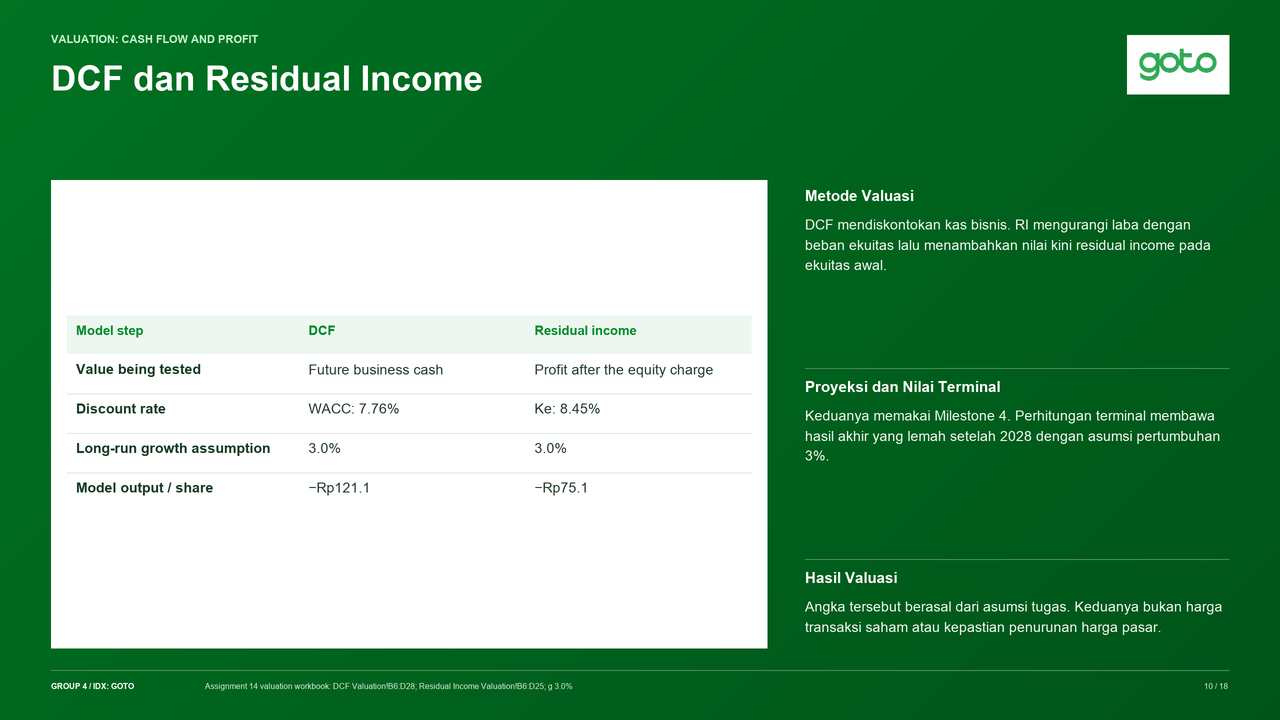 VALUATION: CASH FLOW AND PROFIT
DCF dan Residual Income
goto
Model step DCF Residual income
Value being tested Future business cash Profit after the equity charge
Discount rate WACC: 7.76% Ke: 8.45%
Long-run growth assumption 3.0% 3.0%
Model output / share −Rp121.1 −Rp75.1
Metode Valuasi
DCF mendiskontokan kas bisnis. RI mengurangi laba dengan
beban ekuitas lalu menambahkan nilai kini residual income pada
ekuitas awal.
Proyeksi dan Nilai Terminal
Keduanya memakai Milestone 4. Perhitungan terminal membawa
hasil akhir yang lemah setelah 2028 dengan asumsi pertumbuhan
3%.
Hasil Valuasi
Angka tersebut berasal dari asumsi tugas. Keduanya bukan harga
transaksi saham atau kepastian penurunan harga pasar.
GROUP 4 / IDX: GOTO Assignment 14 valuation workbook: DCF Valuation!B6:D28; Residual Income Valuation!B6:D25; g 3.0% 10 / 18